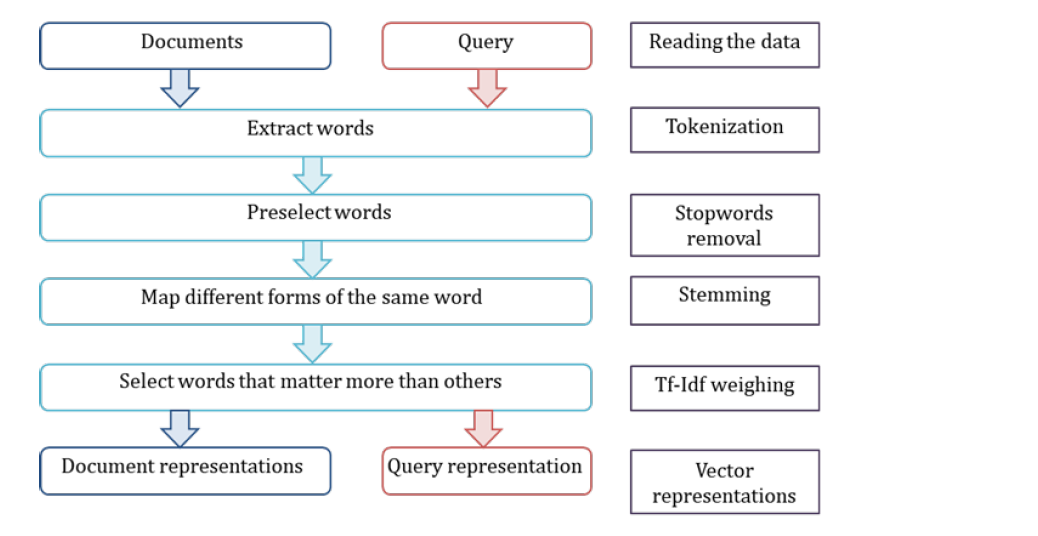 Documents
Query
Reading the data
Extract words
Tokenization
Preselect words
Stopwords
removal
Map different forms of the same word
Stemming
Select words that matter more than others
Tf-Idf weighing
Document representations
Query representation
Vector
representations